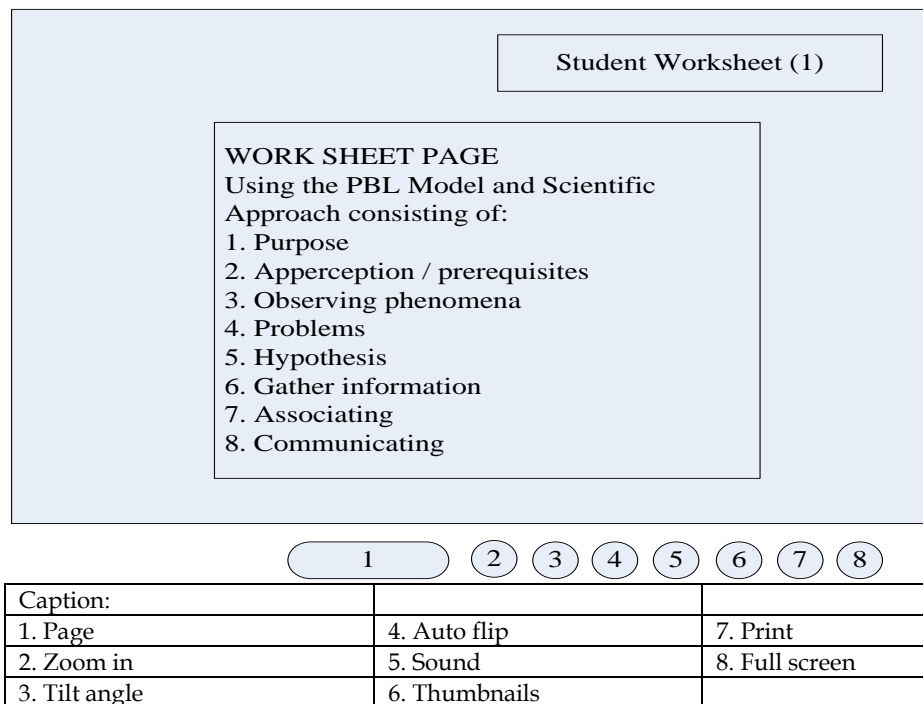 Student Worksheet (1)
WORK SHEET PAGE
Using the PBL Model and Scientific
Approach consisting of:
1. Purpose
2. Apperception / prerequisites
3. Observing phenomena
4. Problems
5. Hypothesis
6. Gather information
7. Associating
8. Communicating
1 2 3 4 5 6 7 8
Caption:
1. Page 4. Auto flip 7. Print
2. Zoom in 5. Sound 8. Full screen
3. Tilt angle 6. Thumbnails